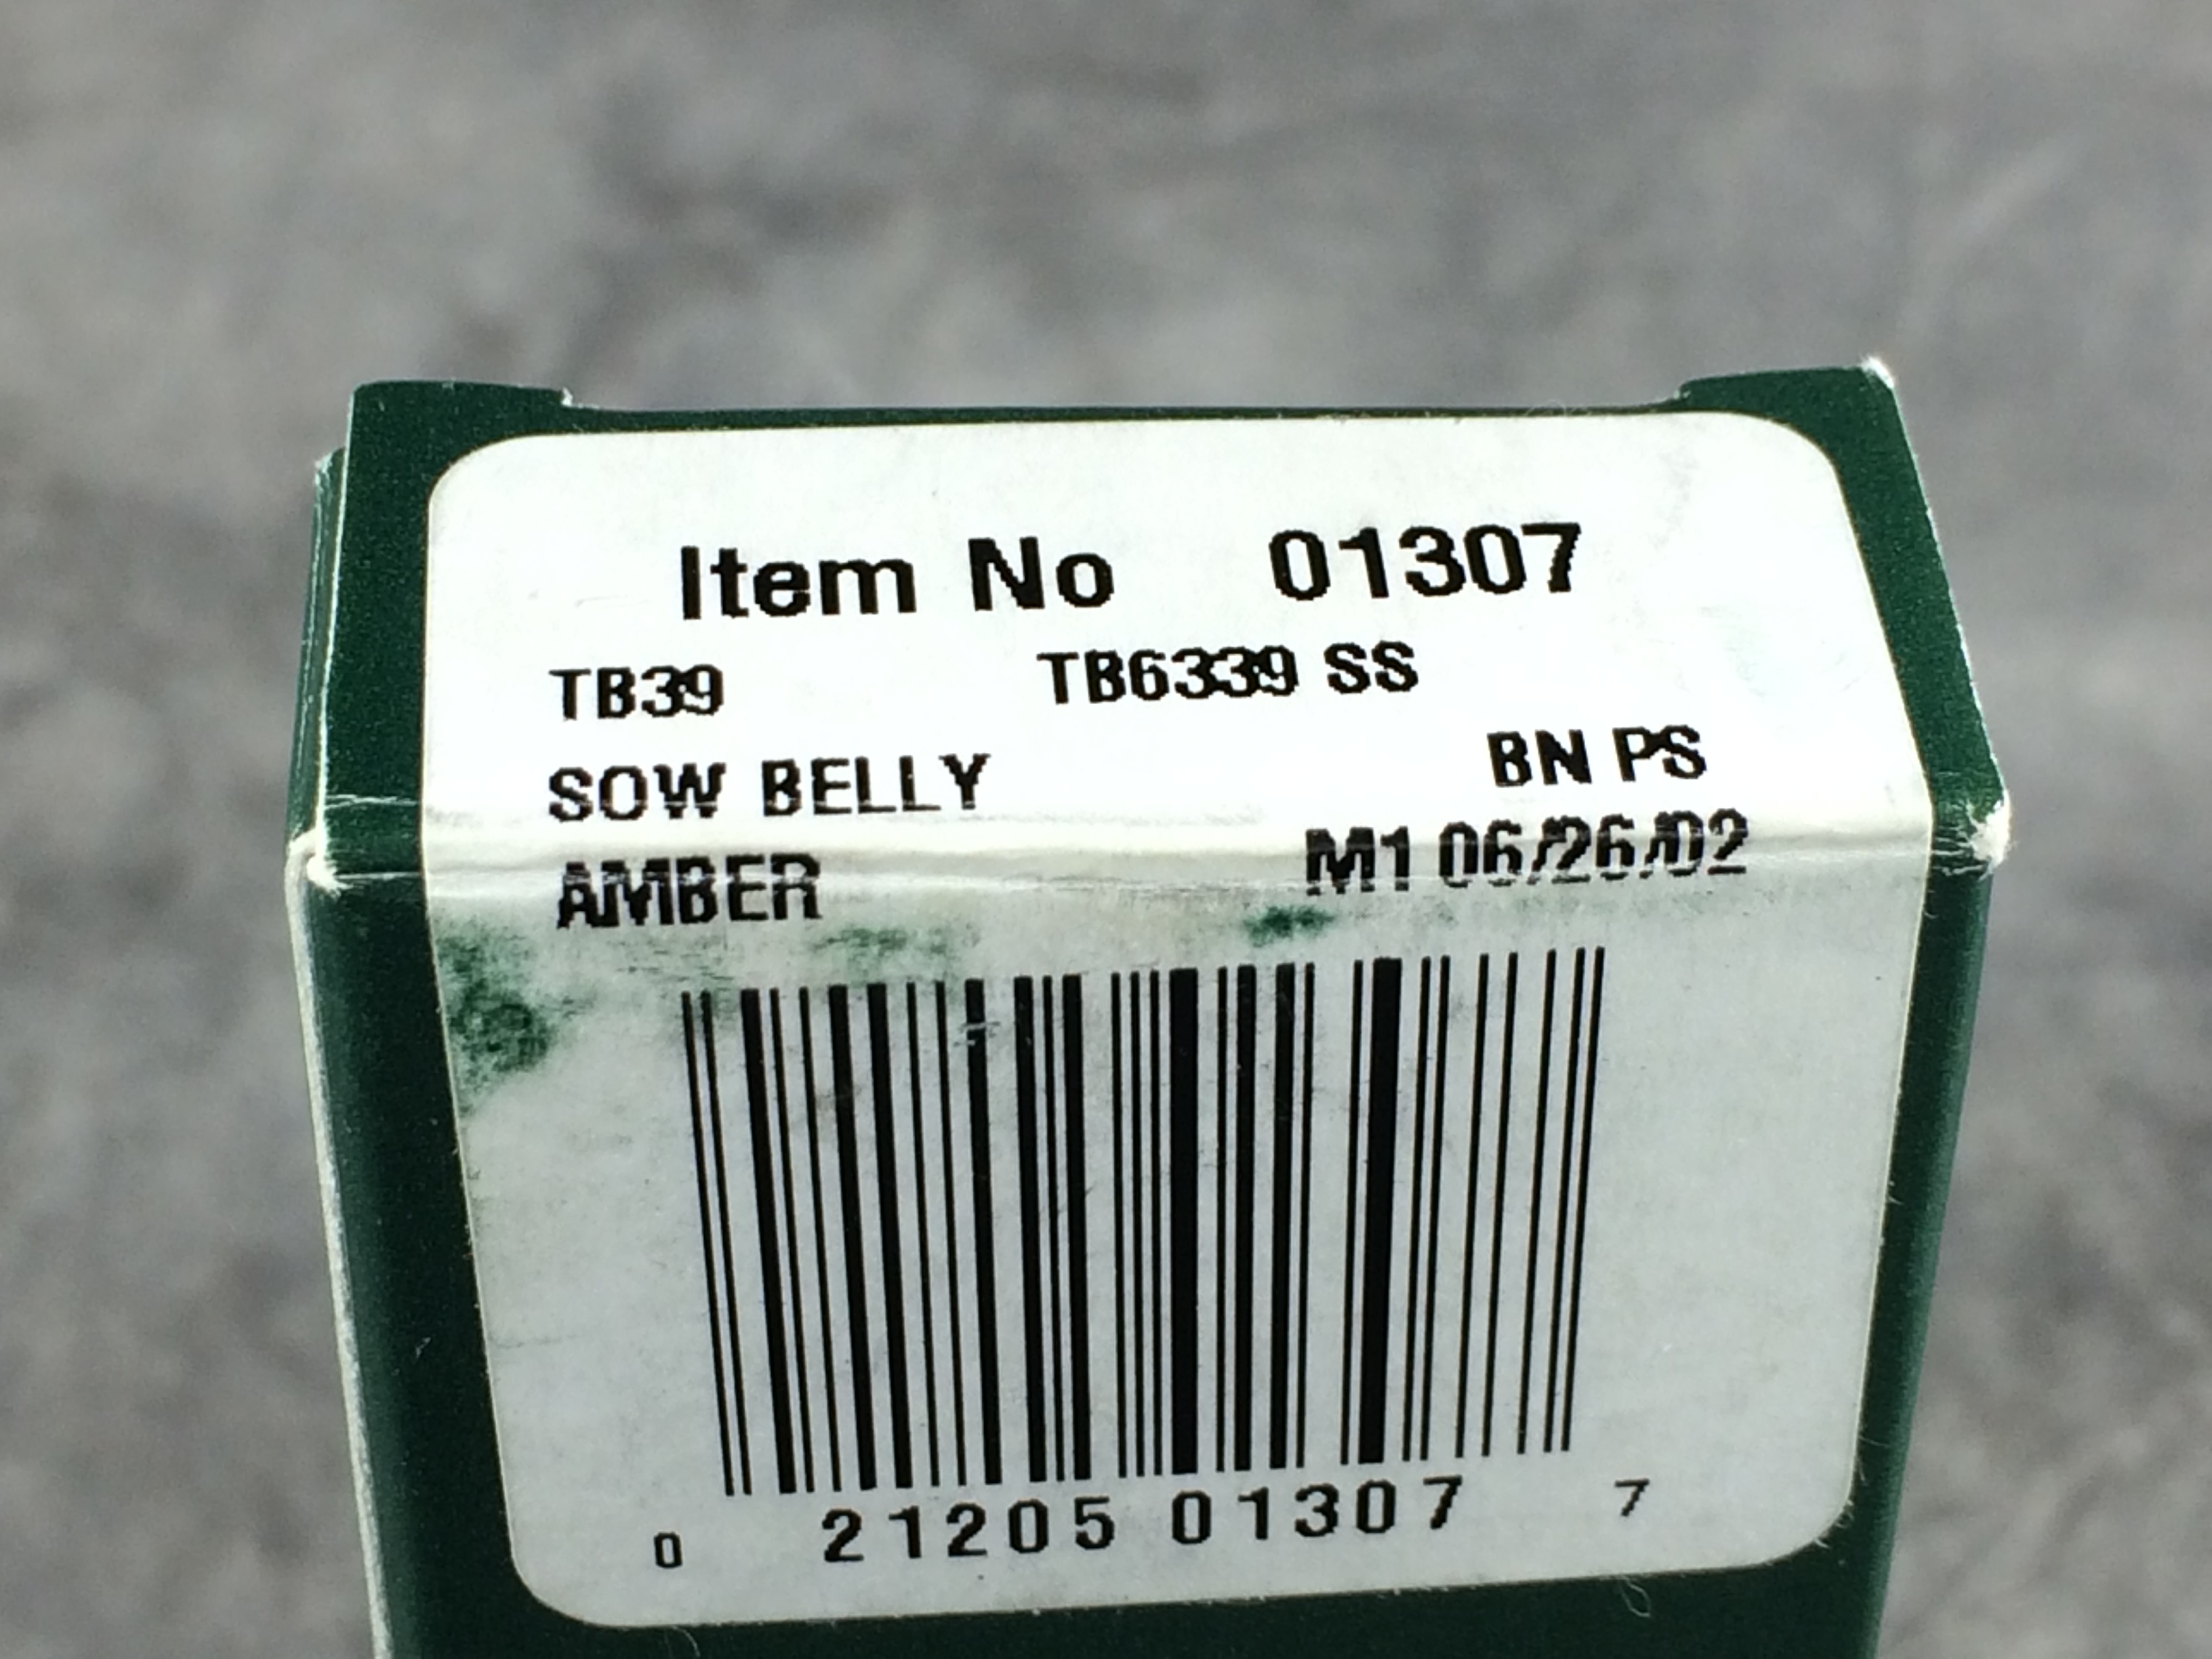 Item No 01307
TB39 TB6339 SS
SOW BELLY BN PS
AMBER M1 06/26/02
0 21205 01307 7